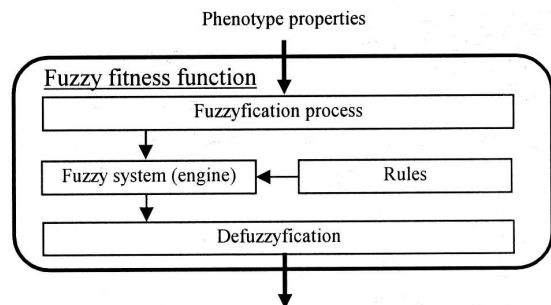 Phenotype properties
Fuzzy fitness function
Fuzzyfication process
Fuzzy system (engine)
Rules
Defuzzyfication